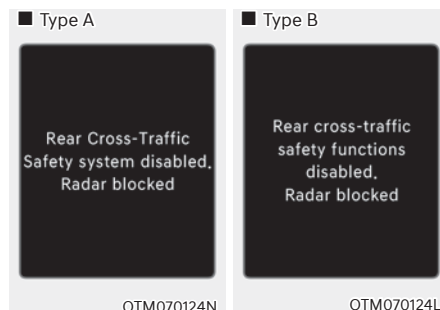 ■ Type A
Rear Cross-Traffic
Safety system disabled.
Radar blocked
OTM070124N
■ Type B
Rear cross-traffic
safety functions
disabled.
Radar blocked
OTM070124L